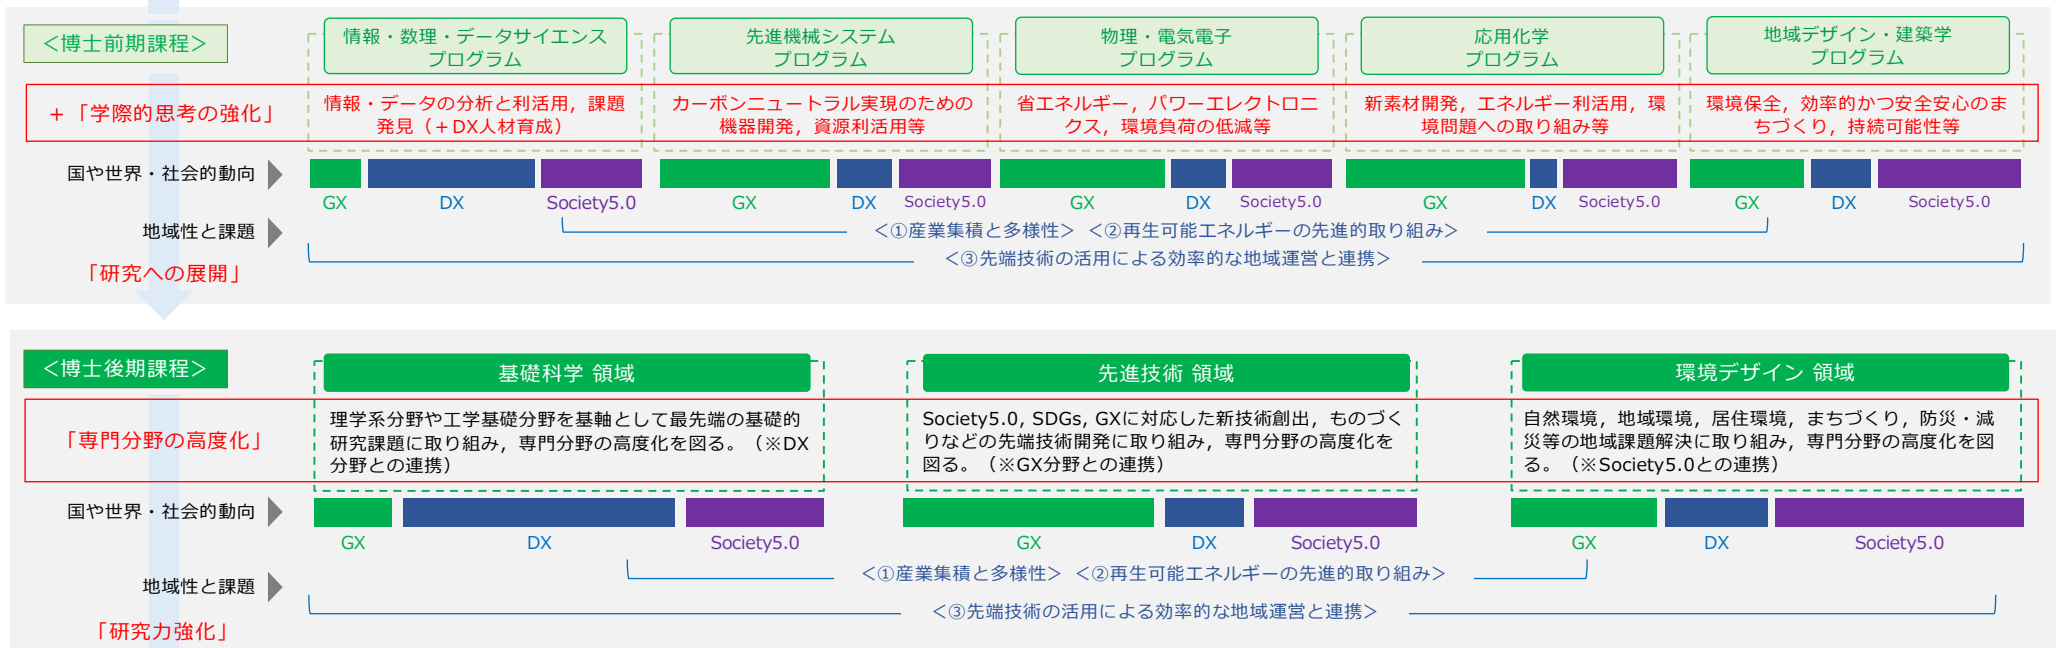 <博士前期課程>
情報・数理・データサイエンス
プログラム
先進機械システム
プログラム
物理・電気電子
プログラム
応用化学
プログラム
地域デザイン・建築学
プログラム
+「学際的思考の強化」
情報・データの分析と利活用，課題
発見（+DX人材育成）
カーボンニュートラル実現のための
機器開発，資源利活用等
省エネルギー，パワーエレクトロニ
クス，環境負荷の低減等
新素材開発，エネルギー利活用，環
境問題への取り組み等
環境保全，効率的かつ安全安心のま
ちづくり，持続可能性等
国や世界・社会的動向
GX DX Society5.0 GX DX Society5.0 GX DX Society5.0 GX DX Society5.0 GX DX Society5.0
地域性と課題
<①産業集積と多様性> <②再生可能エネルギーの先進的取り組み>
<③先端技術の活用による効率的な地域運営と連携>
「研究への展開」
<博士後期課程>
基礎科学 領域
先進技術 領域
環境デザイン 領域
「専門分野の高度化」
理学系分野や工学基礎分野を基軸として最先端の基礎的
研究課題に取り組み，専門分野の高度化を図る。（※DX
分野との連携）
Society5.0, SDGs, GXに対応した新技術創出，ものづく
りなどの先端技術開発に取り組み，専門分野の高度化を
図る。（※GX分野との連携）
自然環境，地域環境，居住環境，まちづくり，防災・減
災等の地域課題解決に取り組み，専門分野の高度化を図
る。（※Society5.0との連携）
国や世界・社会的動向
GX DX Society5.0 GX DX Society5.0 GX DX Society5.0
地域性と課題
<①産業集積と多様性> <②再生可能エネルギーの先進的取り組み>
<③先端技術の活用による効率的な地域運営と連携>
「研究力強化」